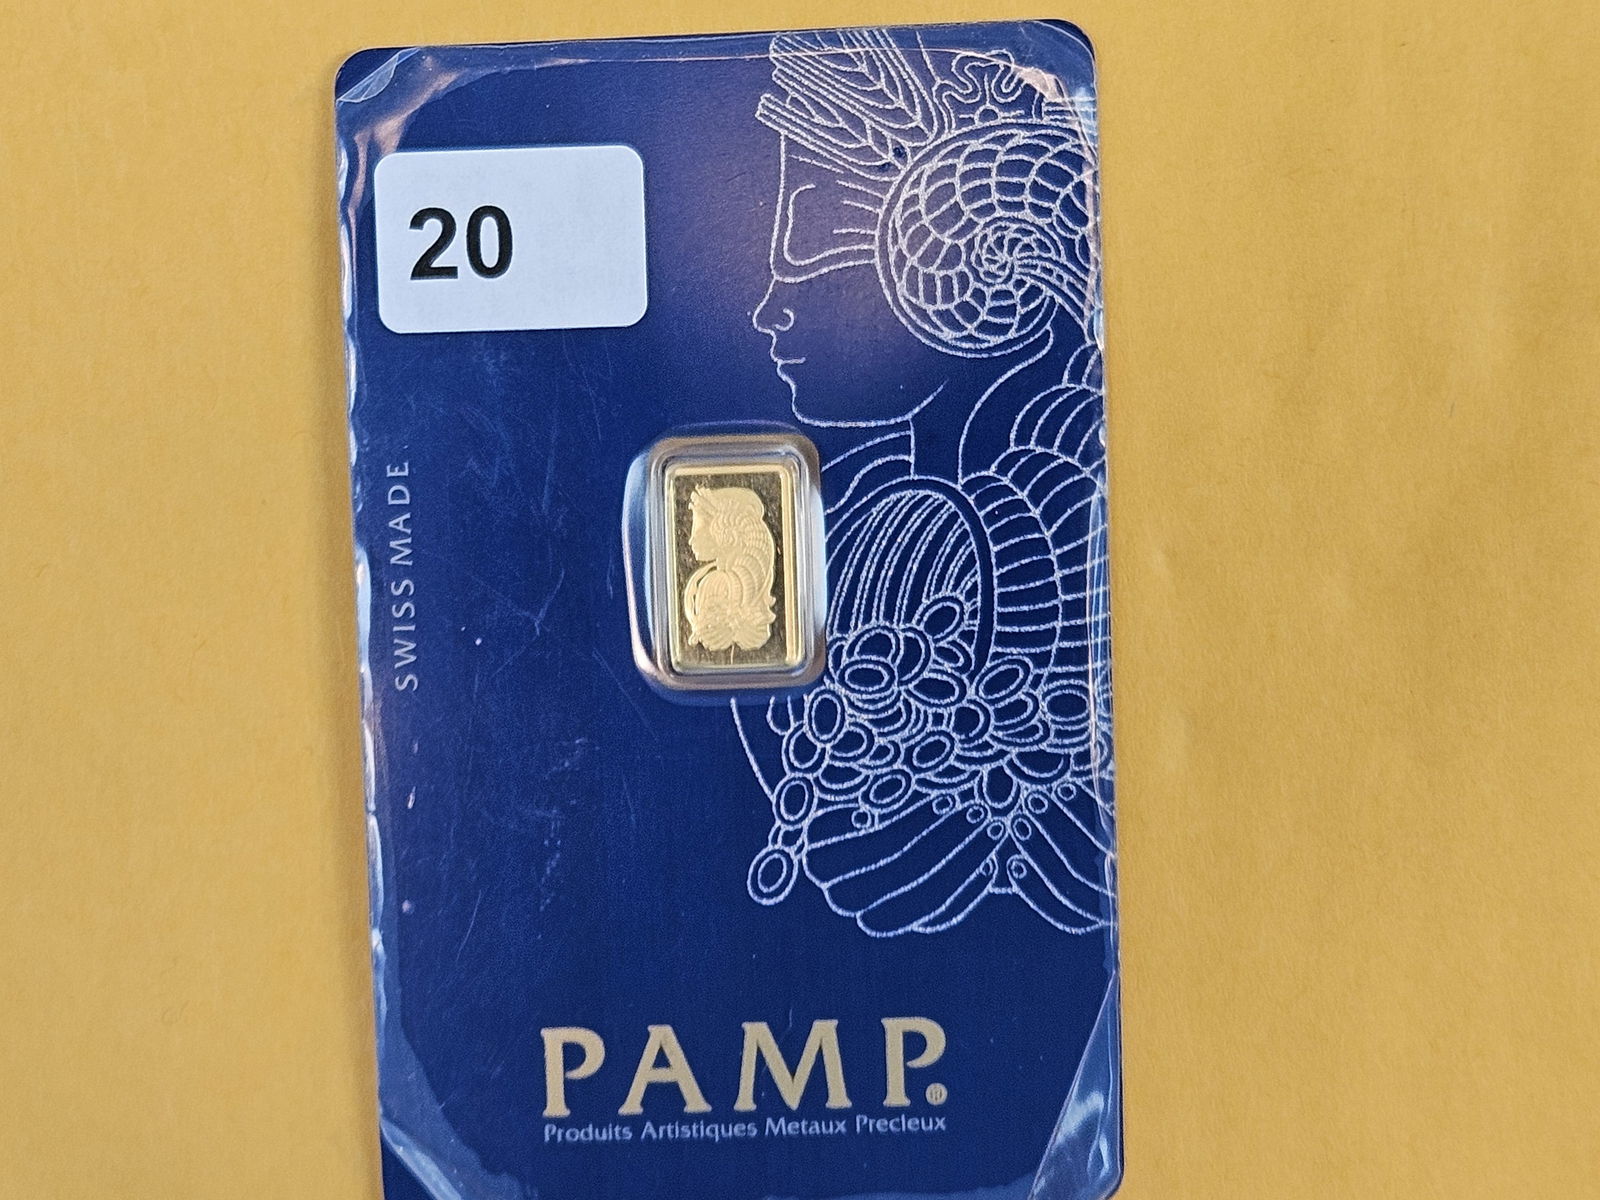 20
SWISS MADE
PAMP.®
Produits Artistiques Metaux Precieux